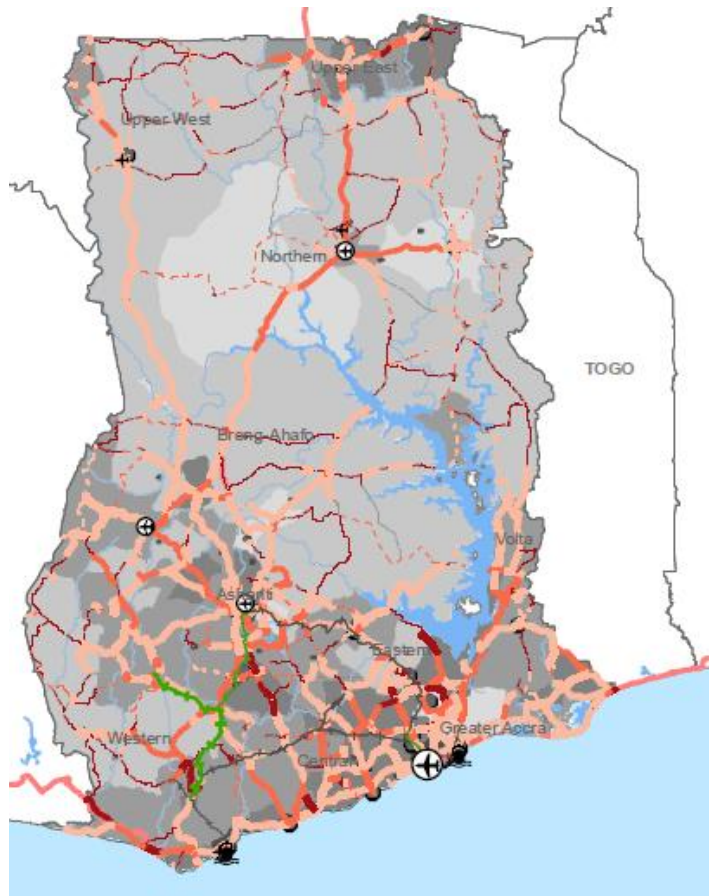 Upper East
Upper West
Northern
TOGO
Brong-Ahafo
Volta
Ashanti
Eastern
Greater Accra
Western
Central